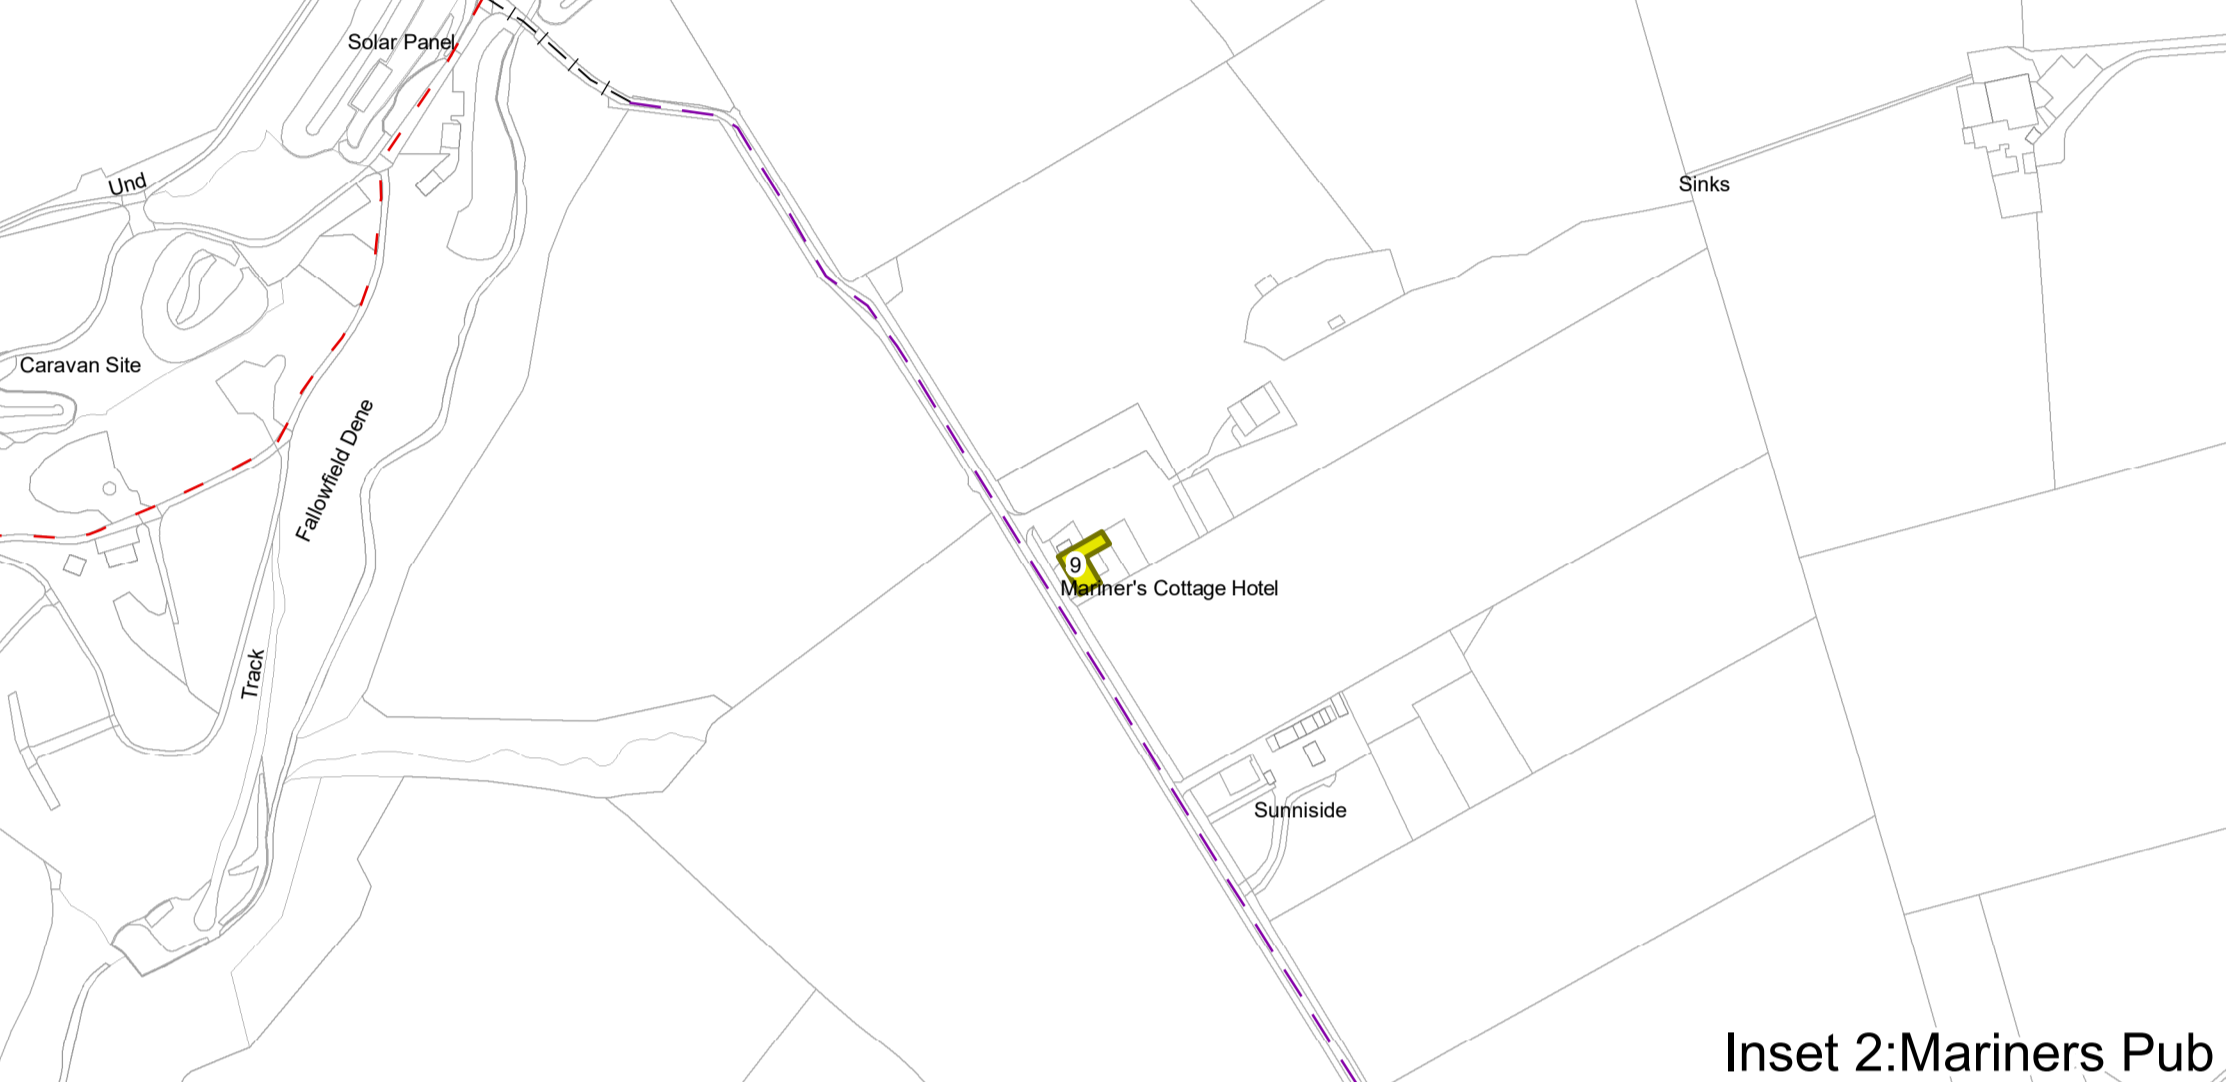 Solar Panel
Und
Sinks
Caravan Site
Fallowfield Dene
9
Mariner's Cottage Hotel
Track
Sunniside
Inset 2:Mariners Pub